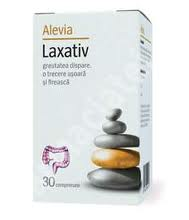 Alevia
Laxativ
greutatea dispare,
o trecere ușoară
și firească
30 comprimate